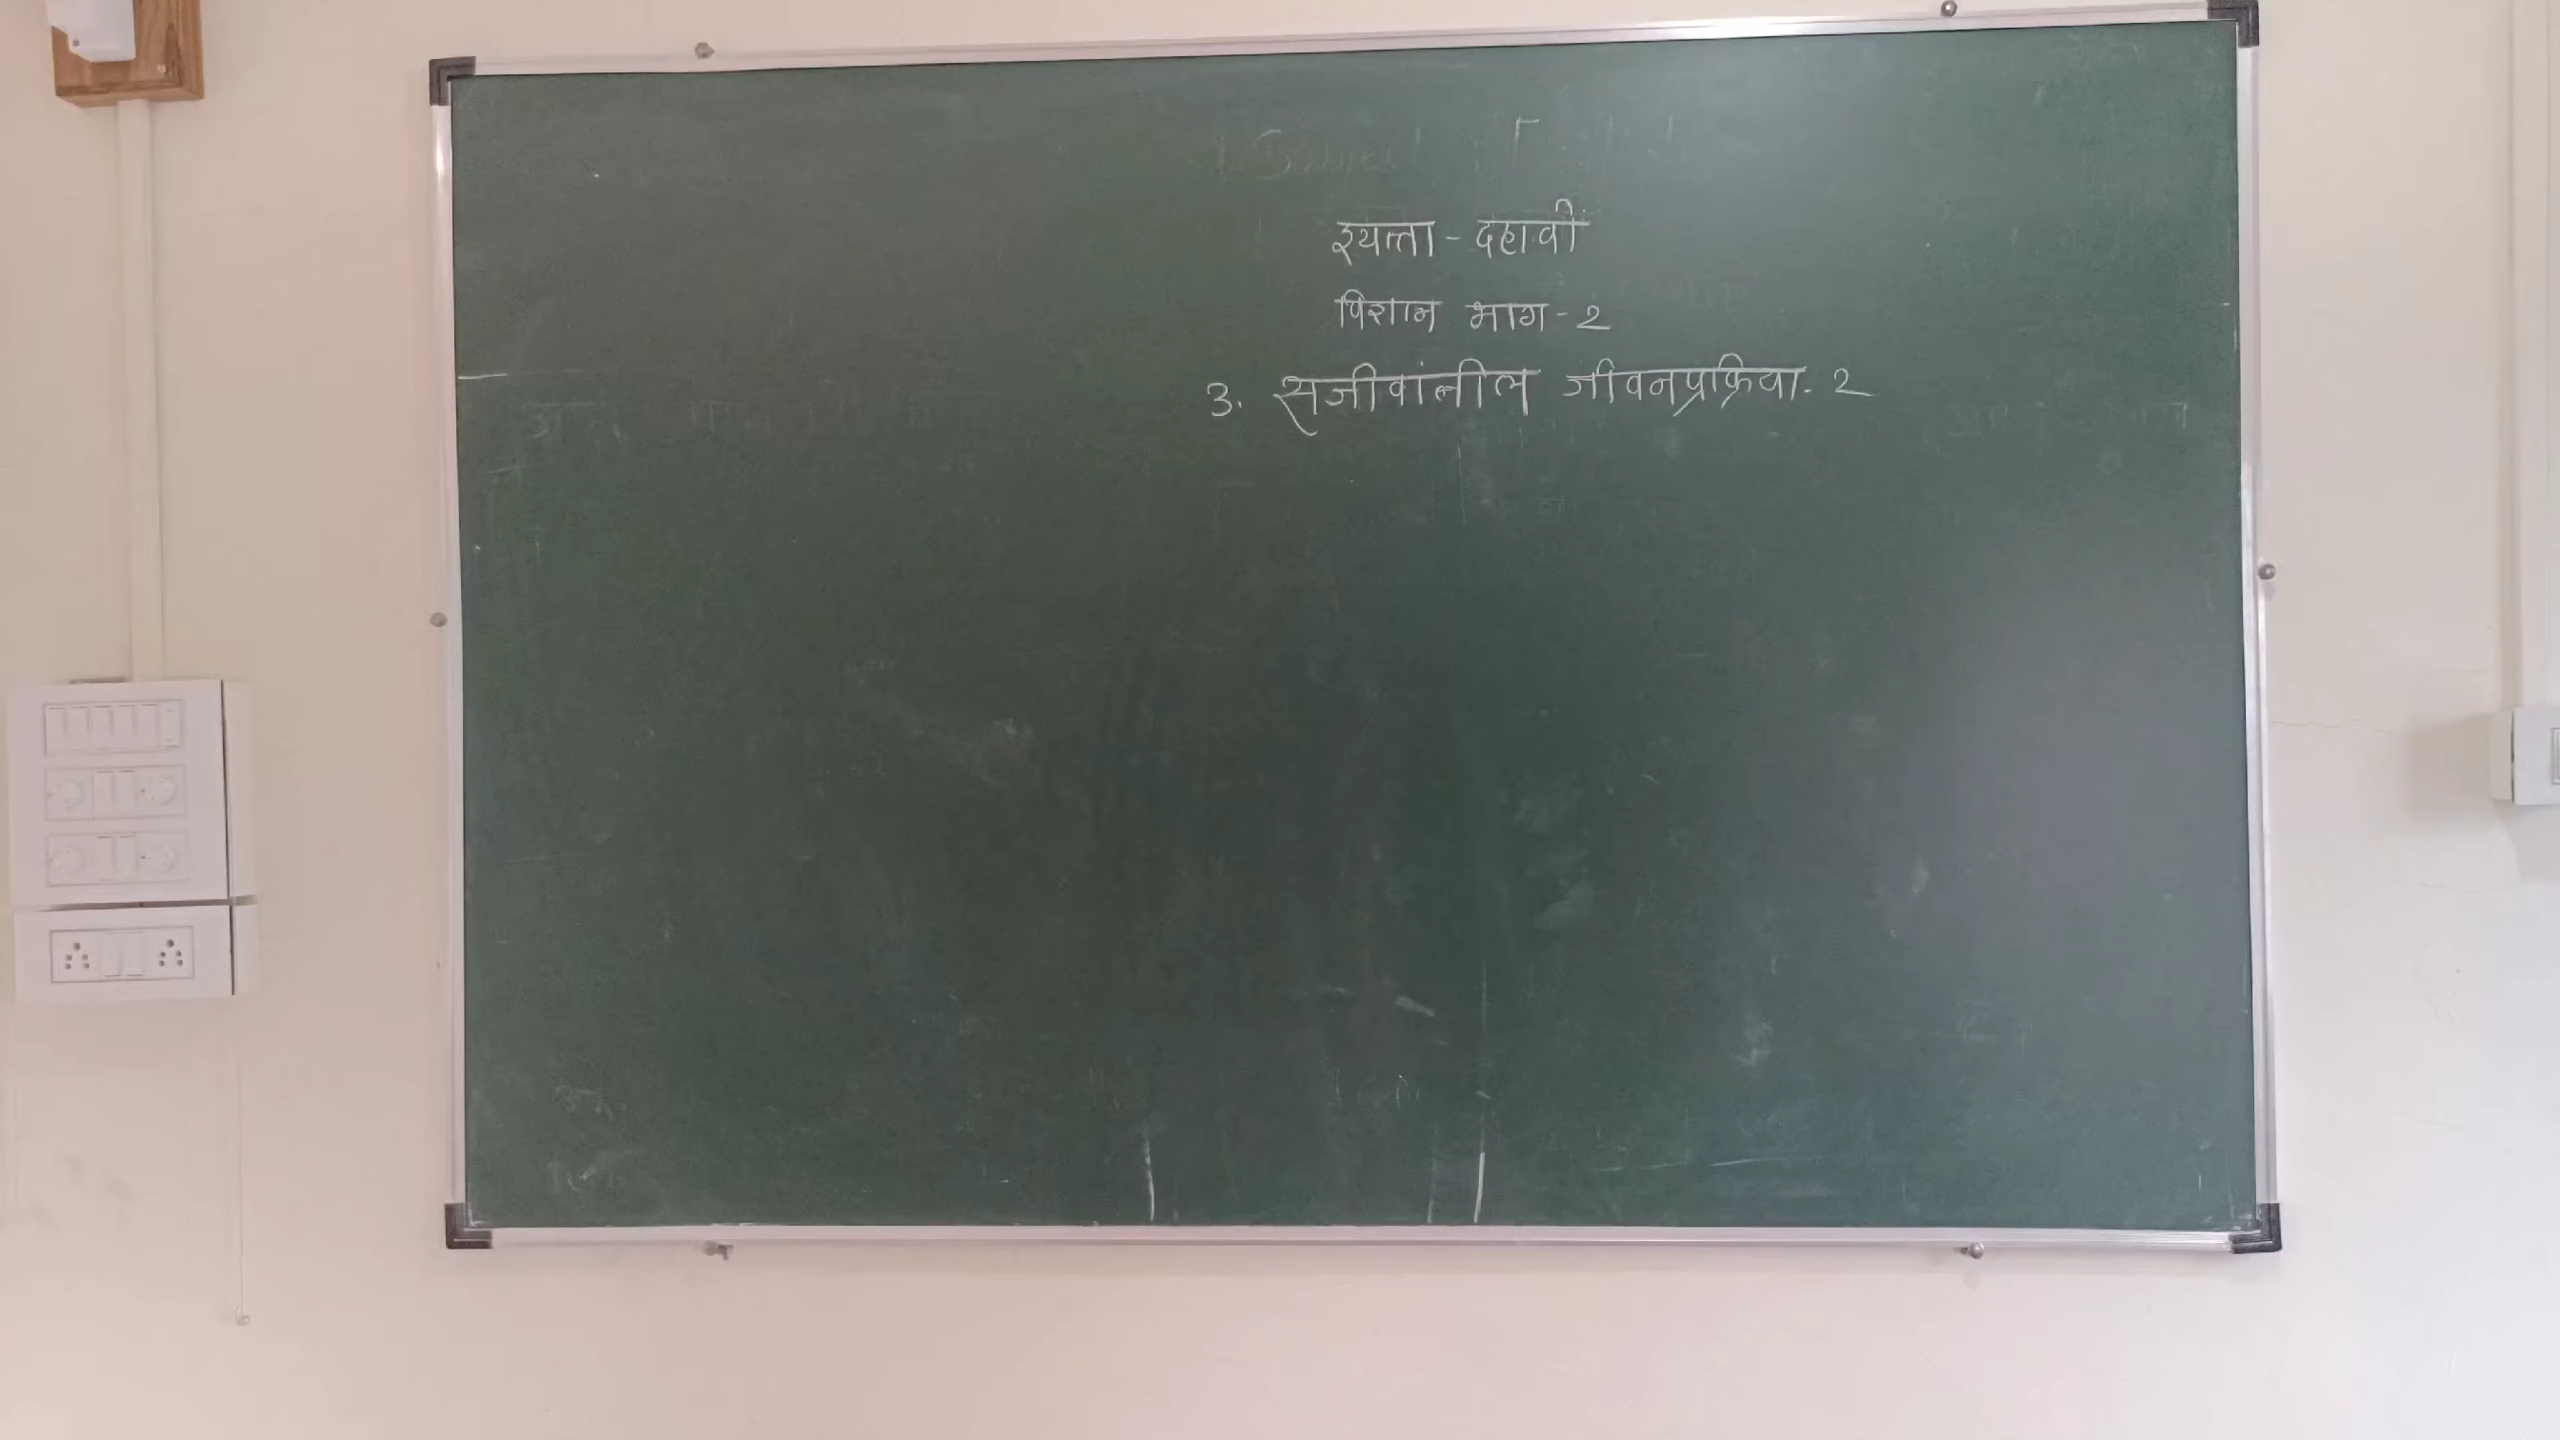 इयत्ता - दहावी
विज्ञान भाग - २
३. सजीवांतील जीवनप्रक्रिया - २